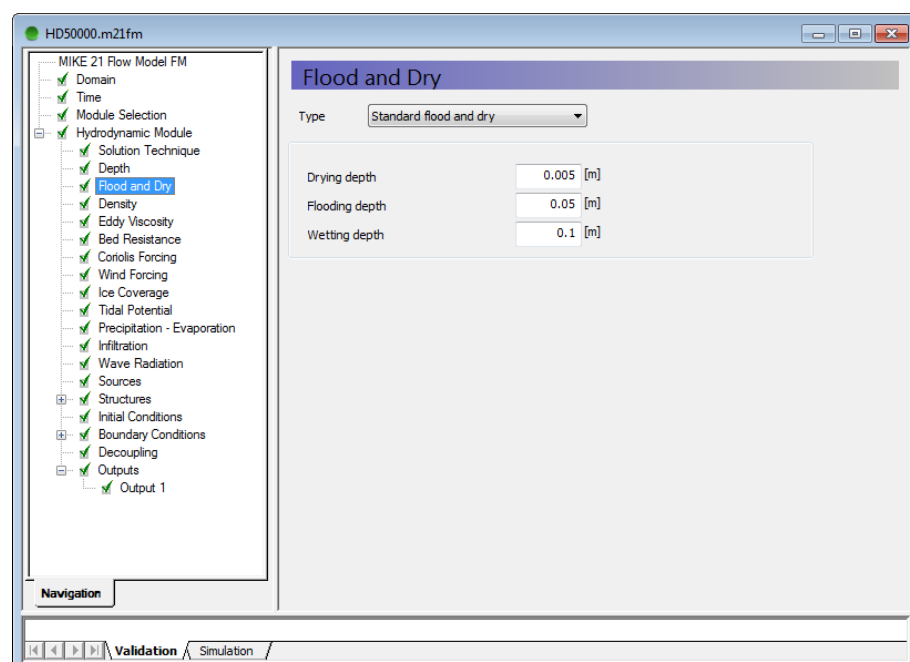 HD50000.m21fm
MIKE 21 Flow Model FM
Domain
Time
Module Selection
Hydrodynamic Module
Solution Technique
Depth
Flood and Dry
Density
Eddy Viscosity
Bed Resistance
Coriolis Forcing
Wind Forcing
Ice Coverage
Tidal Potential
Precipitation - Evaporation
Infiltration
Wave Radiation
Sources
Structures
Initial Conditions
Boundary Conditions
Decoupling
Outputs
Output 1
Navigation
Flood and Dry
Type Standard flood and dry
Drying depth 0.005 [m]
Flooding depth 0.05 [m]
Wetting depth 0.1 [m]
Validation Simulation